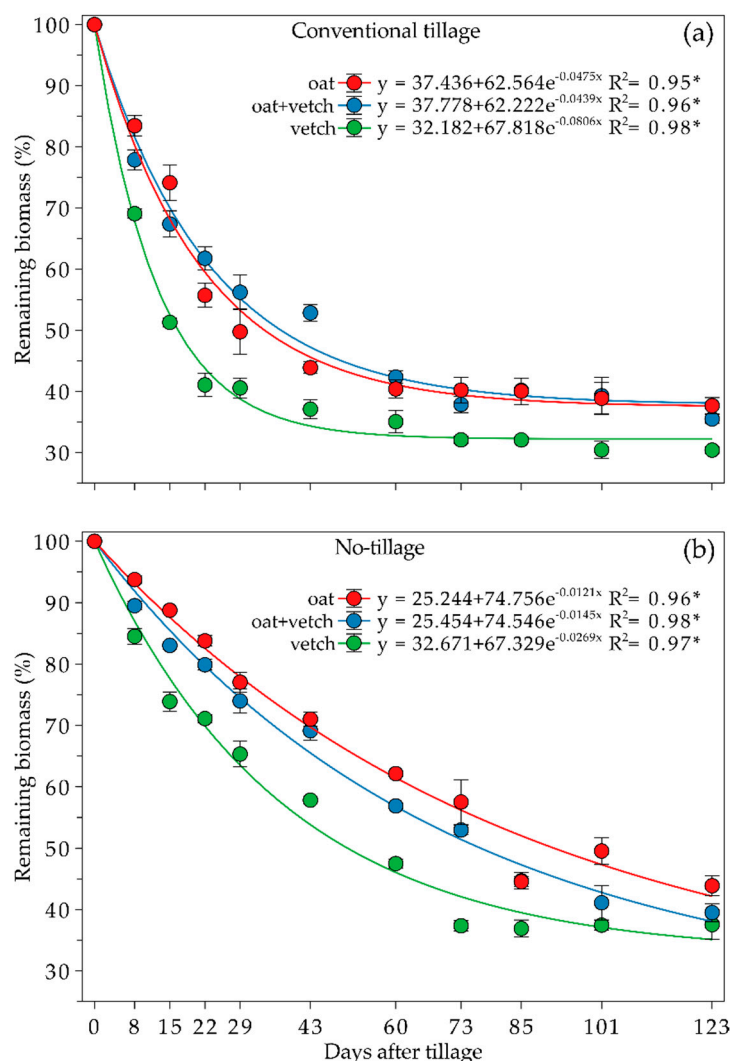 Conventional tillage (a)
oat y = 37.436+62.564e^-0.0475x R²= 0.95*
oat+vetch y = 37.778+62.222e^-0.0439x R²= 0.96*
vetch y = 32.182+67.818e^-0.0806x R²= 0.98*
100
90
80
70
60
50
40
30
Remaining biomass (%)
No-tillage (b)
oat y = 25.244+74.756e^-0.0121x R²= 0.96*
oat+vetch y = 25.454+74.546e^-0.0145x R²= 0.98*
vetch y = 32.671+67.329e^-0.0269x R²= 0.97*
100
90
80
70
60
50
40
30
Remaining biomass (%)
0 8 15 22 29 43 60 73 85 101 123
Days after tillage